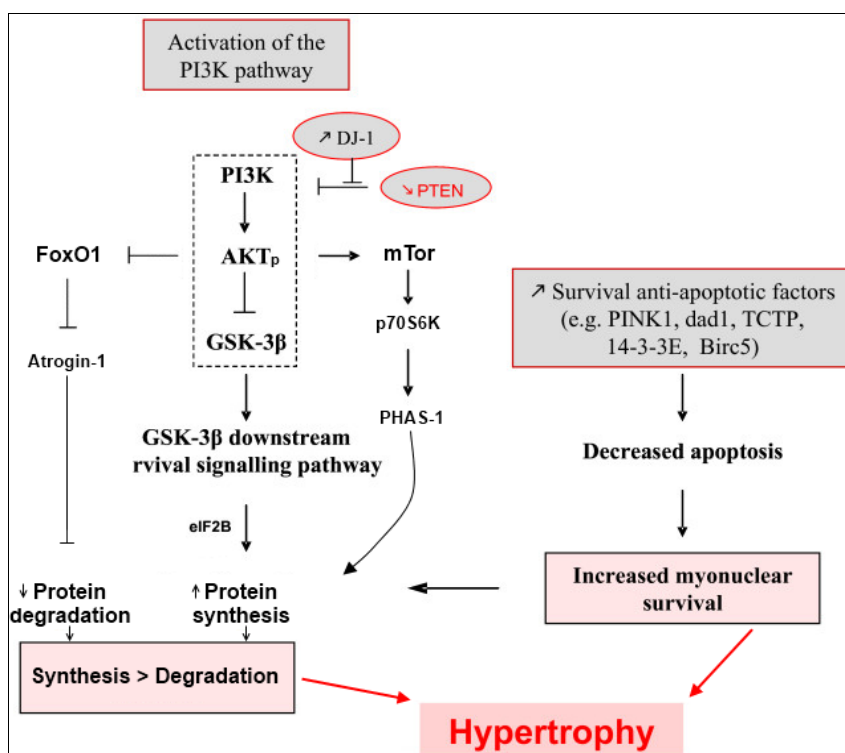 Activation of the
PI3K pathway
↗ DJ-1
↘ PTEN
PI3K
FoxO1
AKTp
mTor
GSK-3β
p70S6K
Atrogin-1
PHAS-1
GSK-3β downstream
rvival signalling pathway
eIF2B
↓ Protein
degradation
↑ Protein
synthesis
Synthesis > Degradation
↗ Survival anti-apoptotic factors
(e.g. PINK1, dad1, TCTP,
14-3-3E, Birc5)
Decreased apoptosis
Increased myonuclear
survival
Hypertrophy